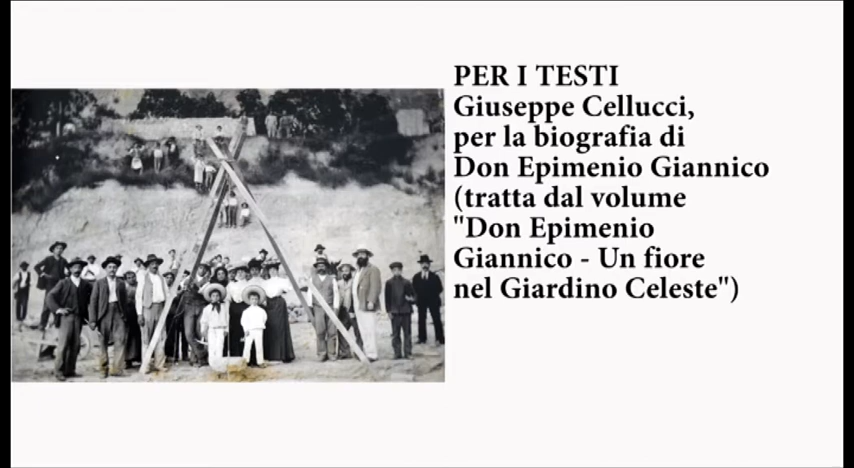 PER I TESTI
Giuseppe Cellucci,
per la biografia di
Don Epimenio Giannico
(tratta dal volume
"Don Epimenio
Giannico - Un fiore
nel Giardino Celeste")